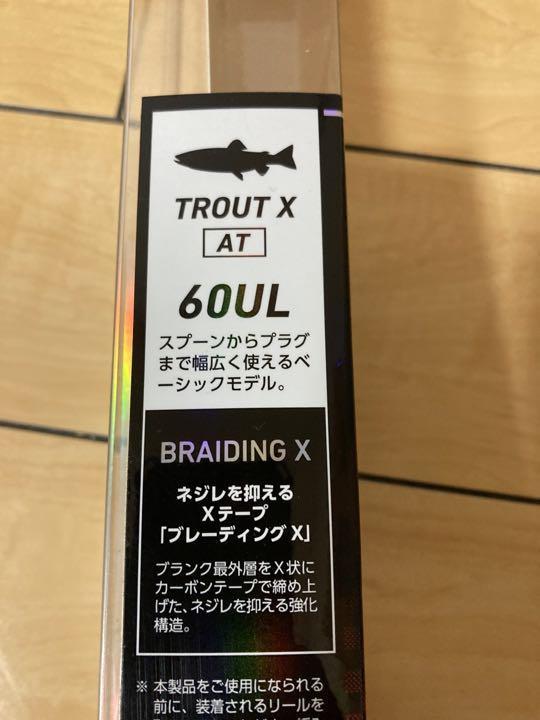 TROUT X
AT
60UL
スプーンからプラグ
まで幅広く使えるベ
ーシックモデル。
BRAIDING X
ネジレを抑える
Xテープ
「ブレーディングX」
ブランク最外層をX状に
カーボンテープで締め上
げた、ネジレを抑える強化
構造。
※ 本製品をご使用になられる
前に、装着されるリールを